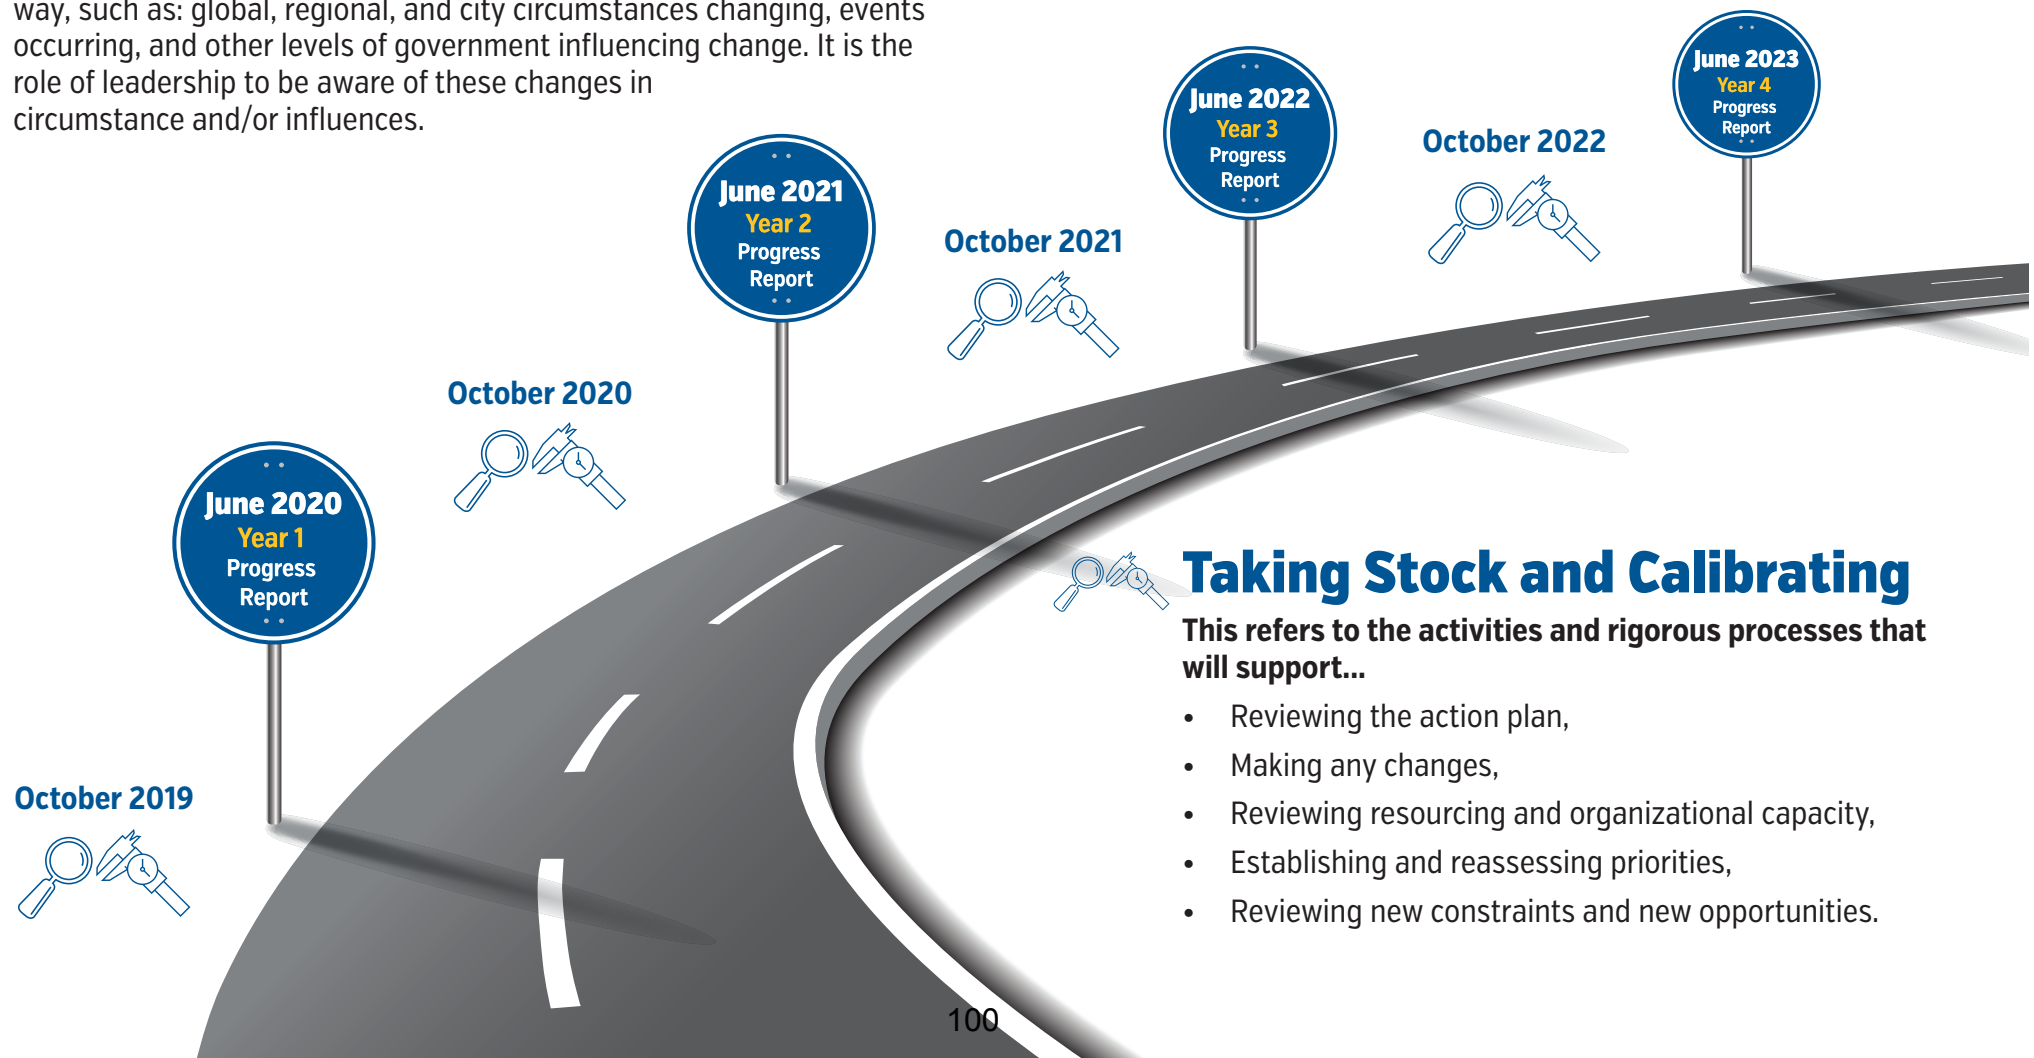 way, such as: global, regional, and city circumstances changing, events
occurring, and other levels of government influencing change. It is the
role of leadership to be aware of these changes in
circumstance and/or influences.
October 2019
June 2020
Year 1
Progress
Report
October 2020
June 2021
Year 2
Progress
Report
October 2021
June 2022
Year 3
Progress
Report
October 2022
June 2023
Year 4
Progress
Report
Taking Stock and Calibrating
This refers to the activities and rigorous processes that
will support...
• Reviewing the action plan,
• Making any changes,
• Reviewing resourcing and organizational capacity,
• Establishing and reassessing priorities,
• Reviewing new constraints and new opportunities.
100